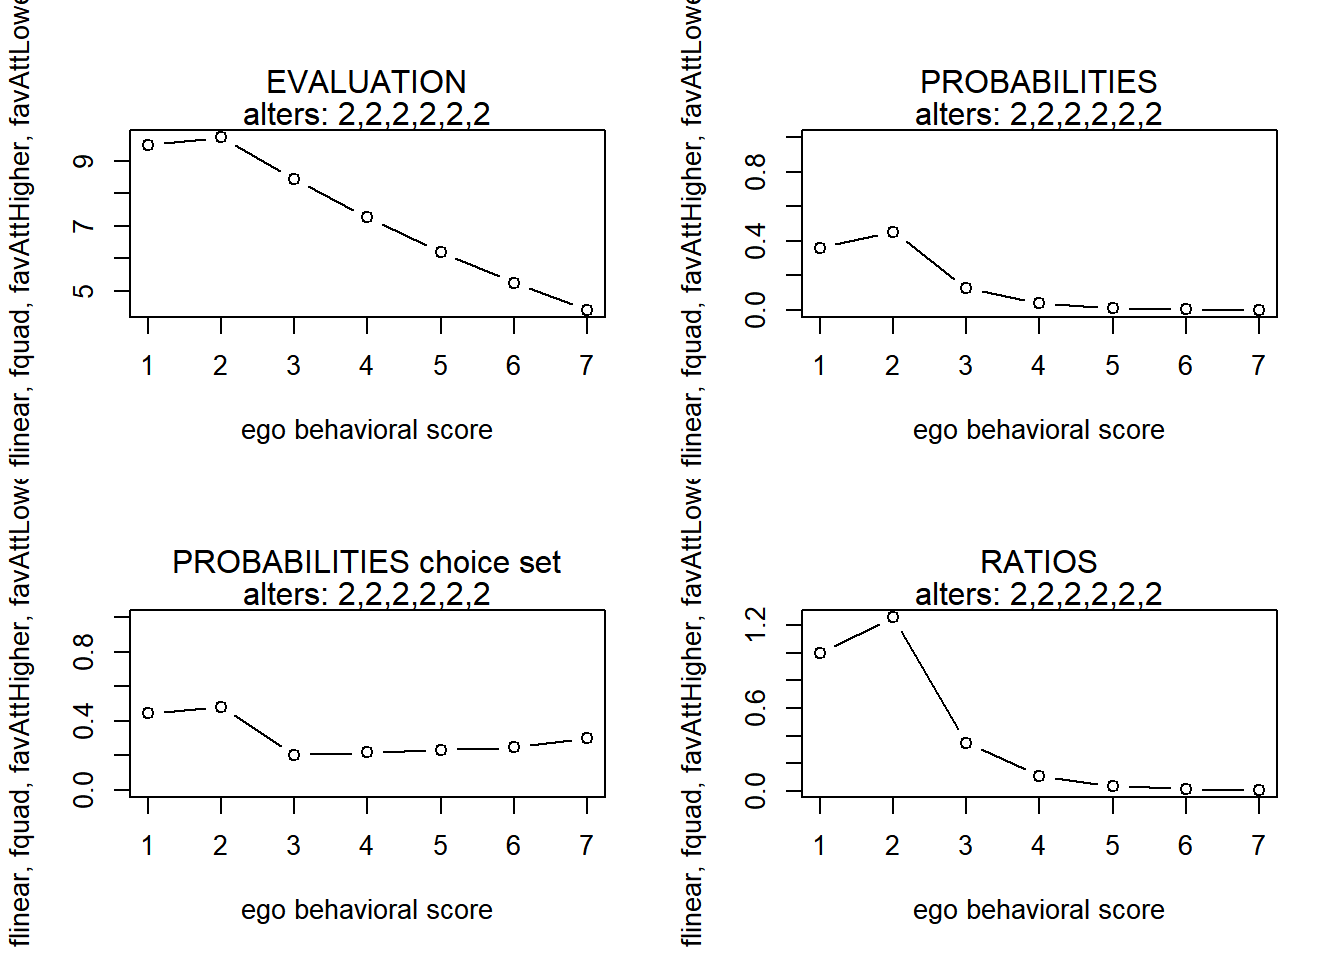 EVALUATION
alters: 2,2,2,2,2,2
flinear, fquad, favAttHigher, favAttLowe
9
7
5
1 2 3 4 5 6 7
ego behavioral score
PROBABILITIES
alters: 2,2,2,2,2,2
flinear, fquad, favAttHigher, favAttLowe
0.8
0.4
0.0
1 2 3 4 5 6 7
ego behavioral score
PROBABILITIES choice set
alters: 2,2,2,2,2,2
flinear, fquad, favAttHigher, favAttLowe
0.8
0.4
0.0
1 2 3 4 5 6 7
ego behavioral score
RATIOS
alters: 2,2,2,2,2,2
flinear, fquad, favAttHigher, favAttLowe
1.2
0.6
0.0
1 2 3 4 5 6 7
ego behavioral score